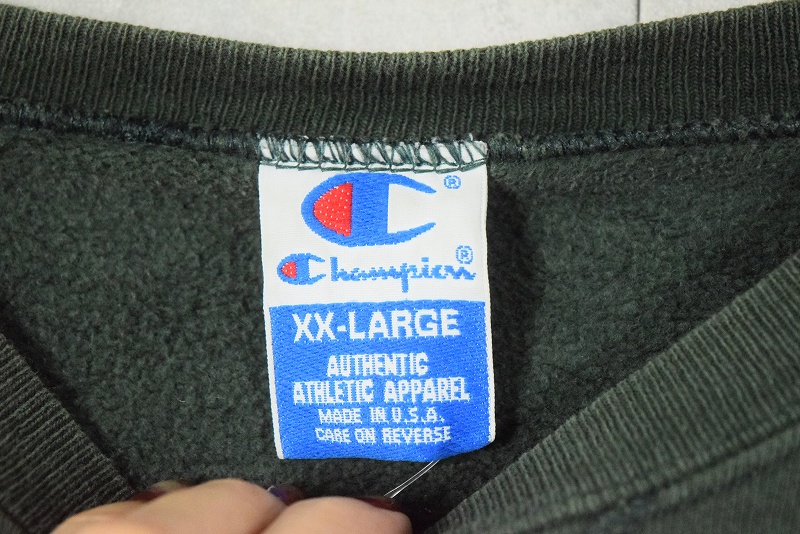 ®
Champion®
XX-LARGE
AUTHENTIC
ATHLETIC APPAREL
MADE IN U.S.A.
CARE ON REVERSE